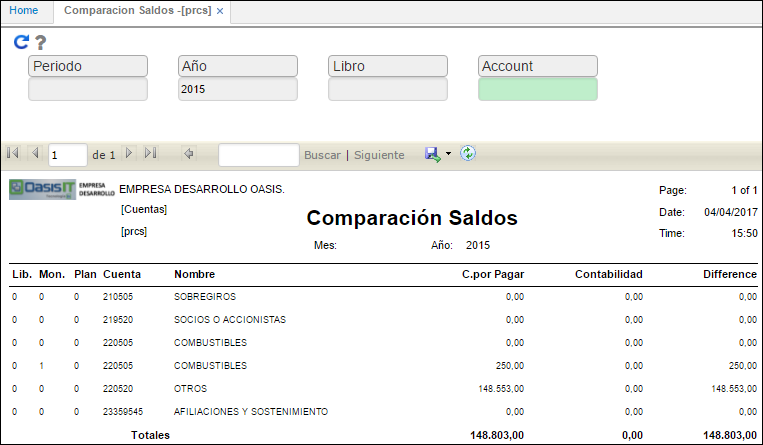 Home Comparacion Saldos -[prcs] ×
?
Periodo Año Libro Account
2015
1 de 1 Buscar | Siguiente
OasisIT EMPRESA DESARROLLO EMPRESA DESARROLLO OASIS. Page: 1 of 1
[Cuentas] Comparación Saldos Date: 04/04/2017
[prcs] Time: 15:50
Mes: Año: 2015
Lib. Mon. Plan Cuenta Nombre C.por Pagar Contabilidad Difference
0 0 0 210505 SOBREGIROS 0,00 0,00 0,00
0 0 0 219520 SOCIOS O ACCIONISTAS 0,00 0,00 0,00
0 0 0 220505 COMBUSTIBLES 0,00 0,00 0,00
0 1 0 220505 COMBUSTIBLES 250,00 0,00 250,00
0 0 0 220520 OTROS 148.553,00 0,00 148.553,00
0 0 0 23359545 AFILIACIONES Y SOSTENIMIENTO 0,00 0,00 0,00
Totales 148.803,00 0,00 148.803,00